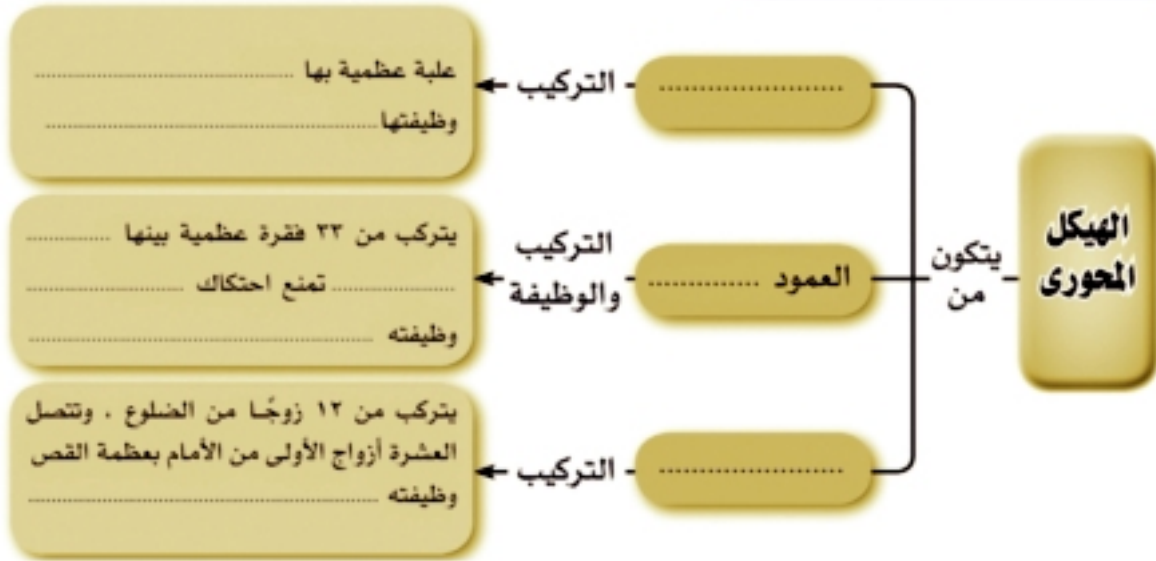 الهيكل
المحورى
يتكون
من
........................
التركيب
علبة عظمية بها ........................
وظيفتها ........................
العمود ..............
التركيب
والوظيفة
يتركب من ٣٣ فقرة عظمية بينها ..............
........................ تمنع احتكاك ........................
وظيفته ........................
........................
التركيب
يتركب من ١٢ زوجًا من الضلوع ، وتتصل
العشرة أزواج الأولى من الأمام بعظمة القص
وظيفته ........................